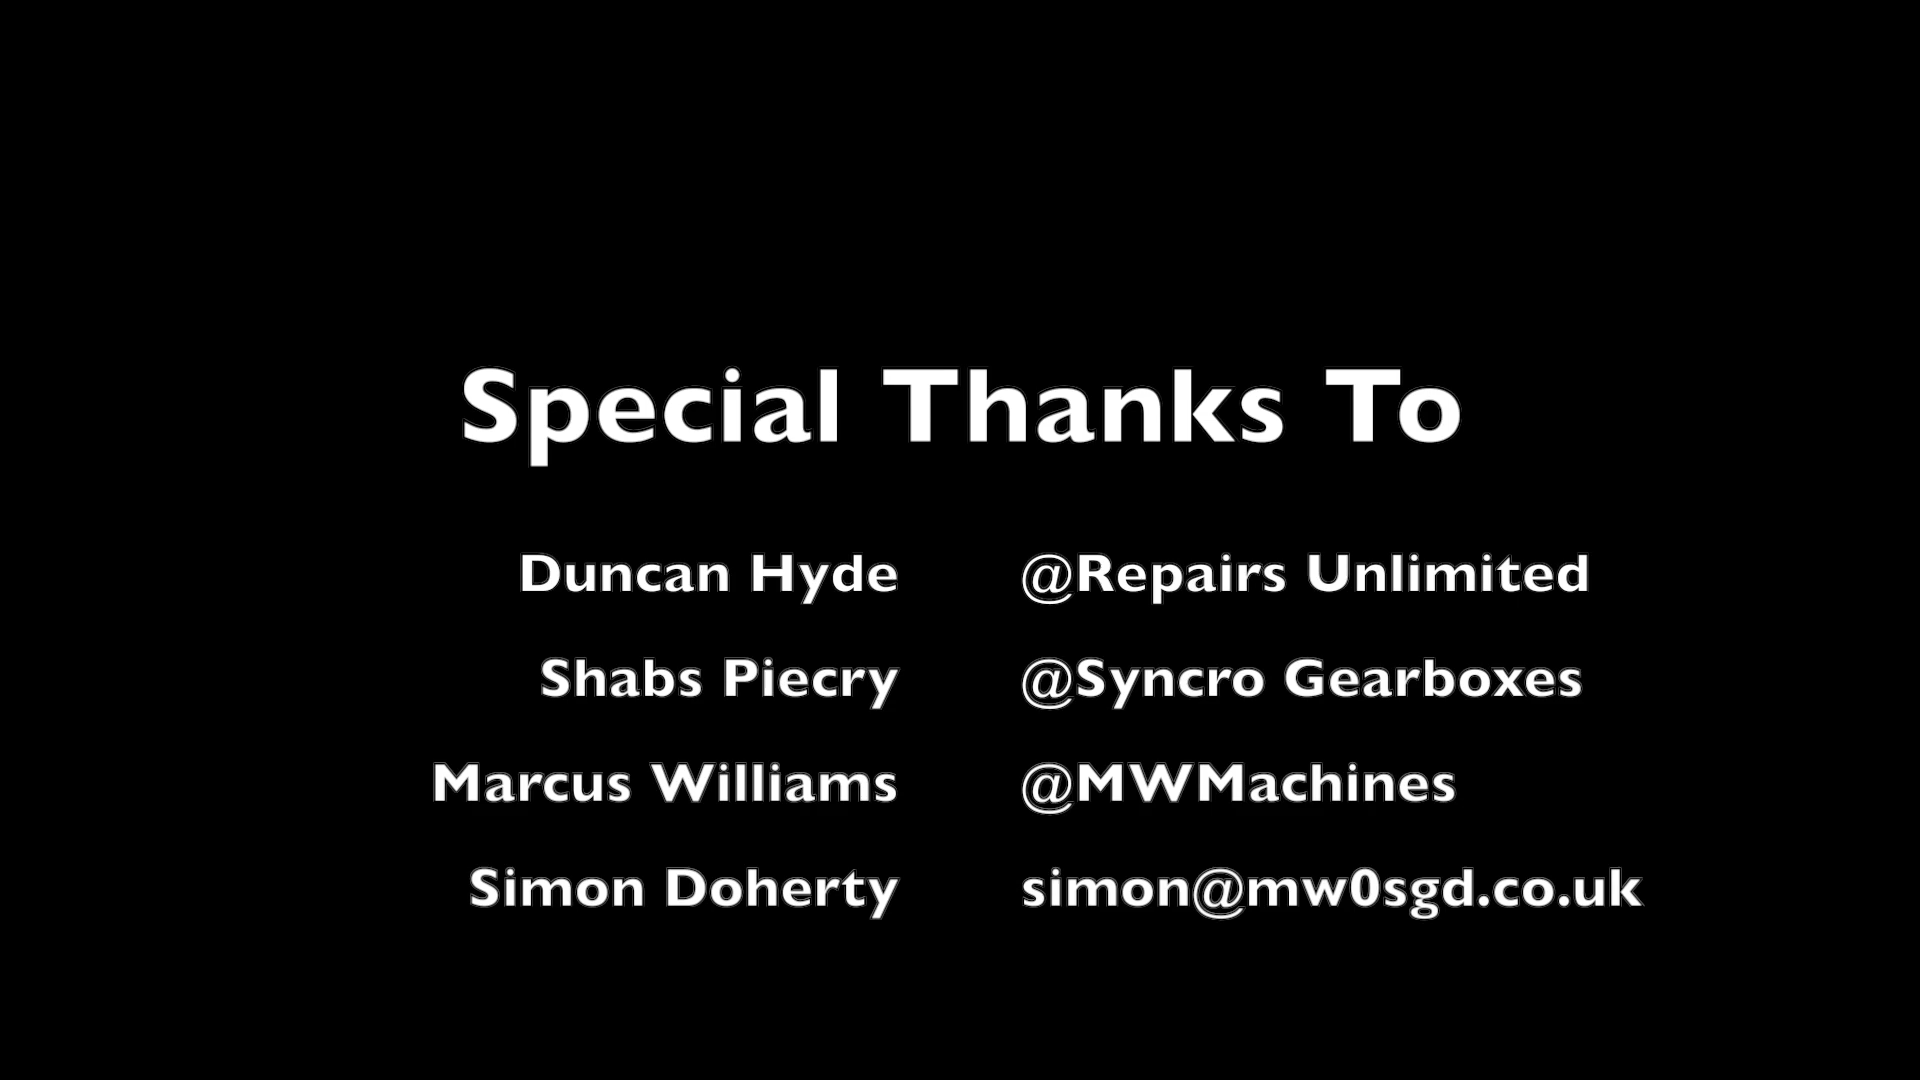 Special Thanks To
Duncan Hyde @Repairs Unlimited
Shabs Piecry @Syncro Gearboxes
Marcus Williams @MWMachines
Simon Doherty simon@mw0sgd.co.uk